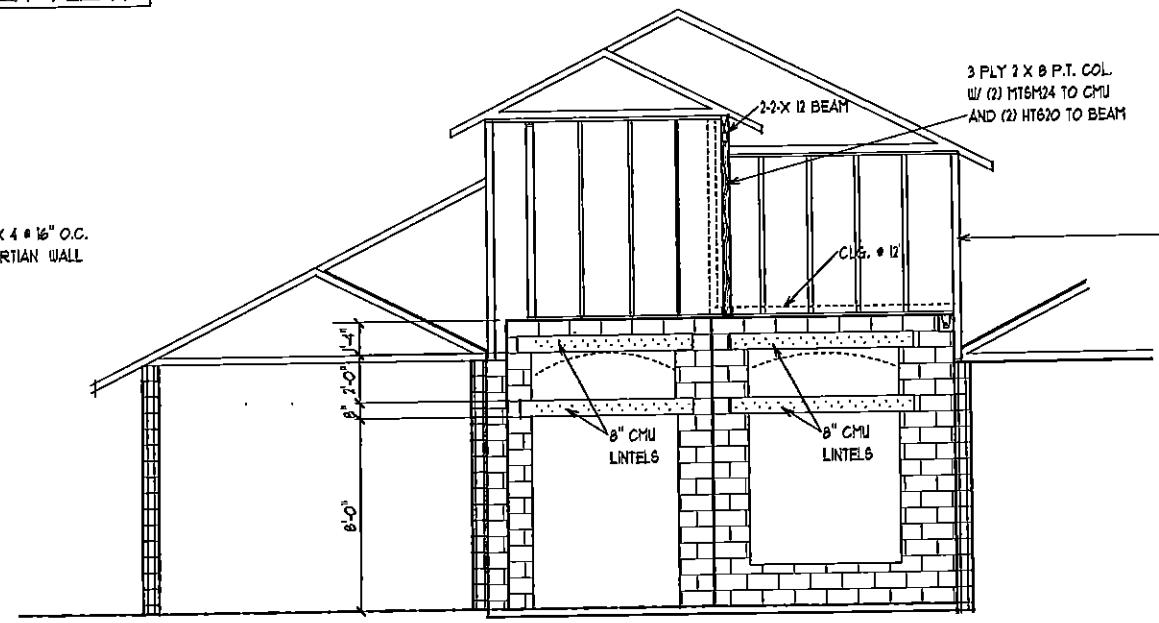 3 PLY 2 X 8 P.T. COL.
W/ (2) MTSM24 TO CMU
AND (2) HTS20 TO BEAM
2-2-X 12 BEAM
X 4 @ 16" O.C.
RTIAN WALL
CLG. @ 12'
1'-4"
2'-0"
8"
8'-0"
8" CMU
LINTELS
8" CMU
LINTELS